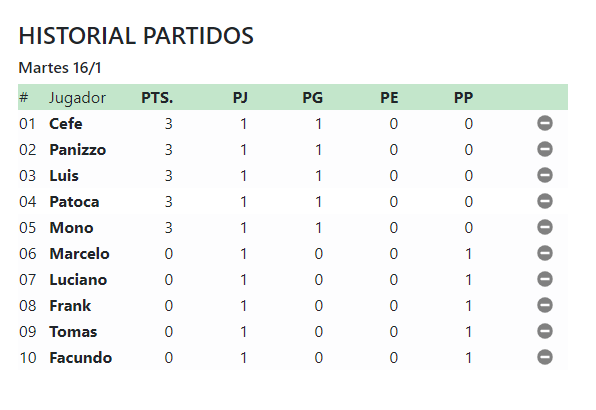 HISTORIAL PARTIDOS
Martes 16/1
# Jugador PTS. PJ PG PE PP
01 Cefe 3 1 1 0 0
02 Panizzo 3 1 1 0 0
03 Luis 3 1 1 0 0
04 Patoca 3 1 1 0 0
05 Mono 3 1 1 0 0
06 Marcelo 0 1 0 0 1
07 Luciano 0 1 0 0 1
08 Frank 0 1 0 0 1
09 Tomas 0 1 0 0 1
10 Facundo 0 1 0 0 1